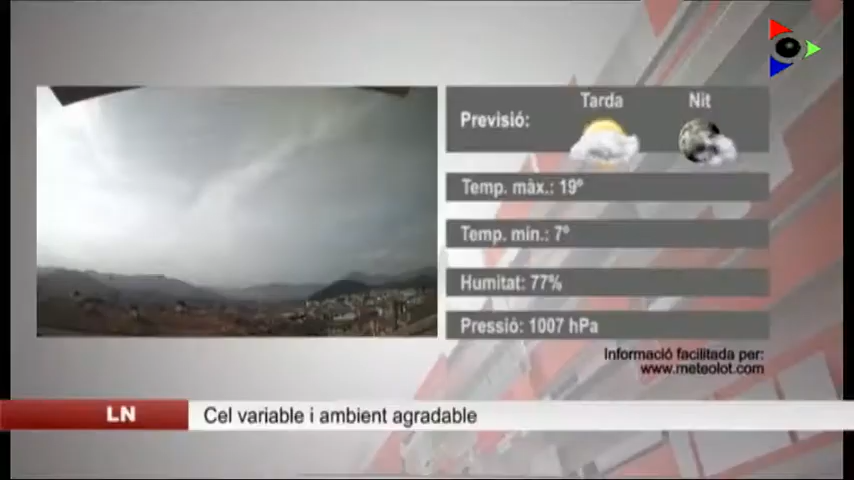 Tarda Nit
Previsió:
Temp. màx.: 19º
Temp. mín.: 7º
Humitat: 77%
Pressió: 1007 hPa
Informació facilitada per:
www.meteolot.com
LN Cel variable i ambient agradable